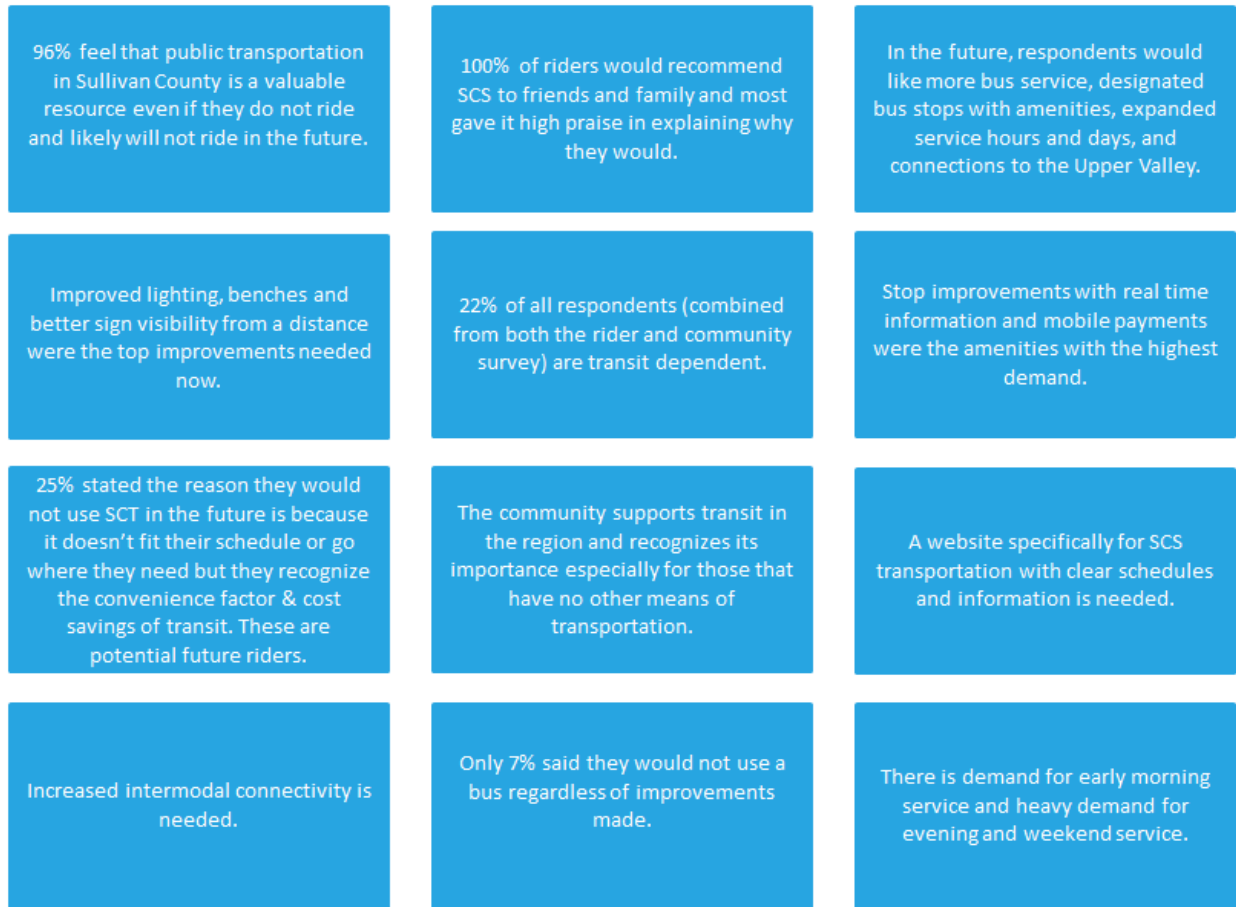 96% feel that public transportation
in Sullivan County is a valuable
resource even if they do not ride
and likely will not ride in the future.
100% of riders would recommend
SCS to friends and family and most
gave it high praise in explaining why
they would.
In the future, respondents would
like more bus service, designated
bus stops with amenities, expanded
service hours and days, and
connections to the Upper Valley.
Improved lighting, benches and
better sign visibility from a distance
were the top improvements needed
now.
22% of all respondents (combined
from both the rider and community
survey) are transit dependent.
Stop improvements with real time
information and mobile payments
were the amenities with the highest
demand.
25% stated the reason they would
not use SCT in the future is because
it doesn't fit their schedule or go
where they need but they recognize
the convenience factor & cost
savings of transit. These are
potential future riders.
The community supports transit in
the region and recognizes its
importance especially for those that
have no other means of
transportation.
A website specifically for SCS
transportation with clear schedules
and information is needed.
Increased intermodal connectivity is
needed.
Only 7% said they would not use a
bus regardless of improvements
made.
There is demand for early morning
service and heavy demand for
evening and weekend service.